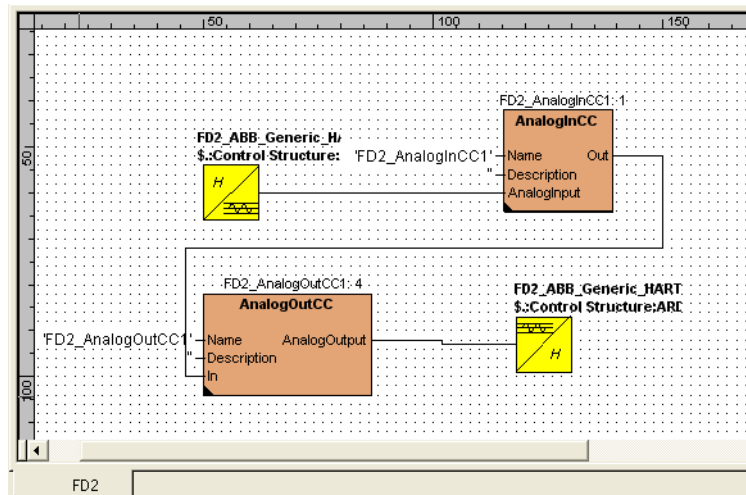 50 100 150
FD2_AnalogInCC1: 1
AnalogInCC
FD2_ABB_Generic_H
$.:Control Structure: 'FD2_AnalogInCC1' Name Out
50
" Description
H AnalogInput
FD2_AnalogOutCC1: 4
AnalogOutCC
FD2_ABB_Generic_HART
$.:Control Structure:ARD
'FD2_AnalogOutCC1' Name AnalogOutput
" Description
H
In
100
FD2